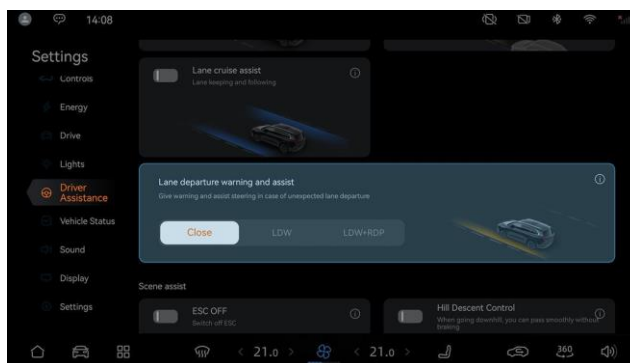 14:08
Settings
Controls
Energy
Drive
Lights
Driver
Assistance
Vehicle Status
Sound
Display
Settings
Lane cruise assist
Lane keeping and following
Lane departure warning and assist
Give warning and assist steering in case of unexpected lane departure
Close LDW LDW+RDP
Scene assist
ESC OFF
Switch off ESC
Hill Descent Control
When going downhill, you can pass smoothly without
braking
< 21.0 > < 21.0 > 360